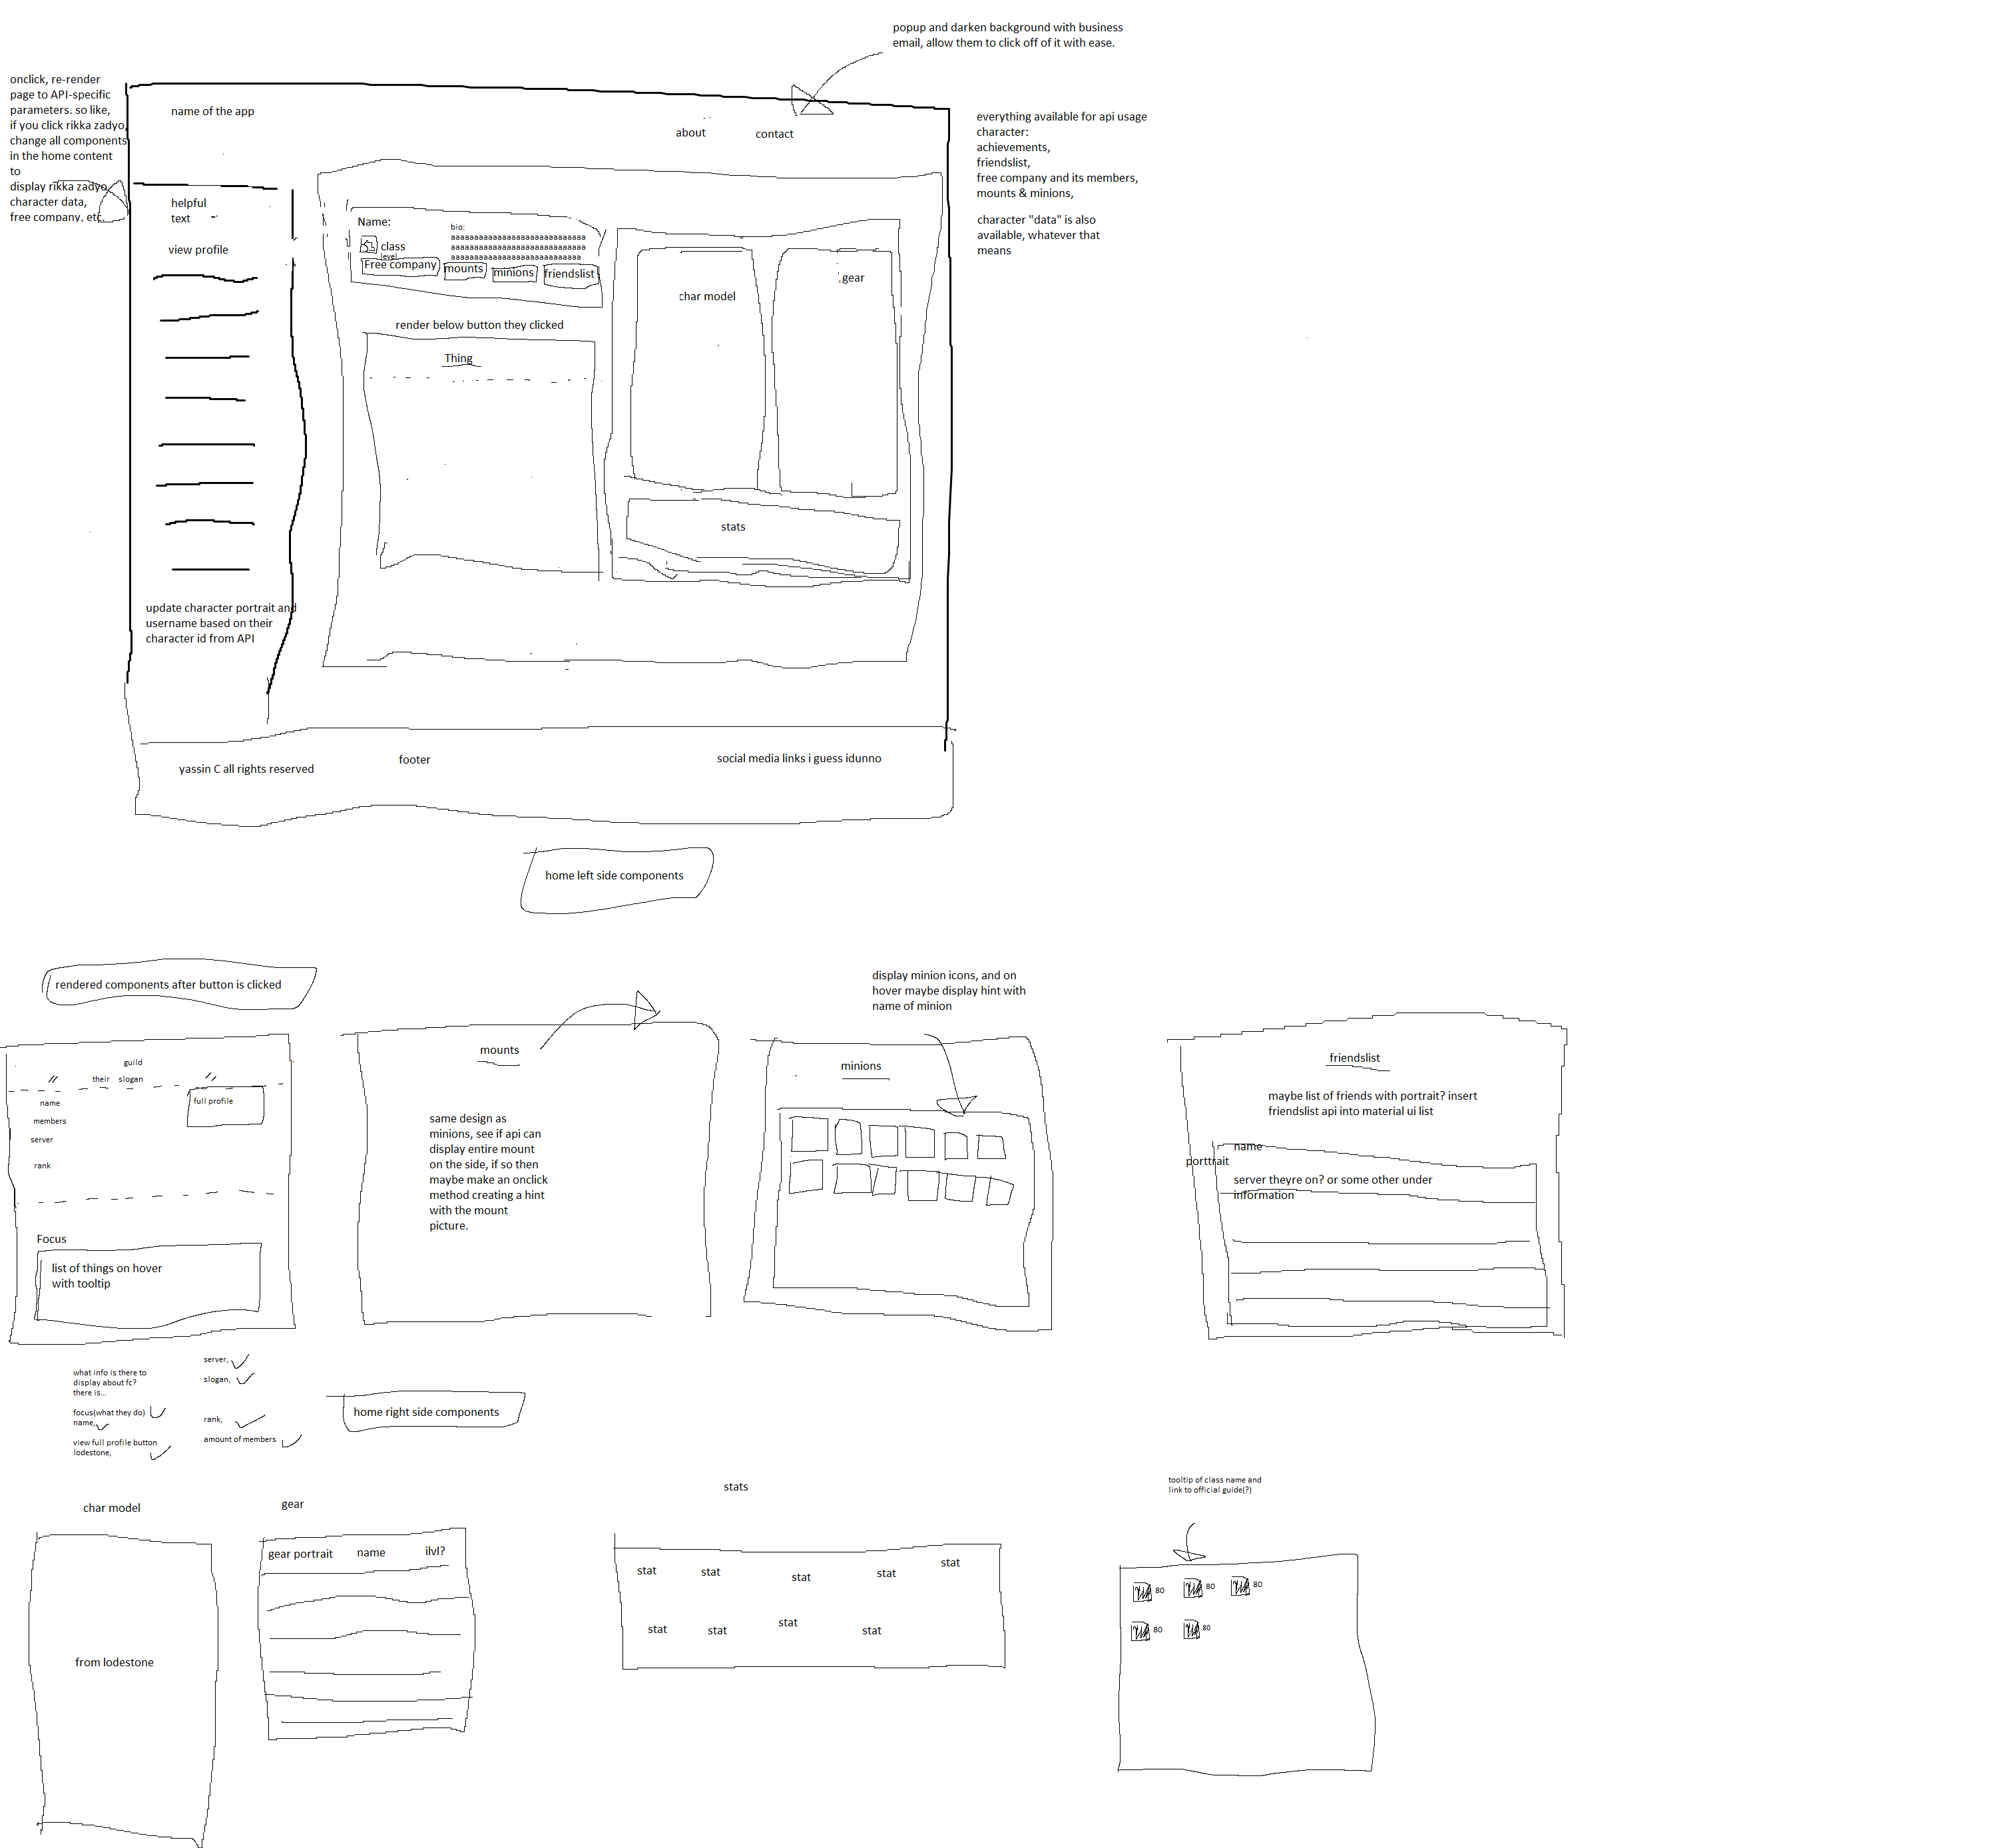 popup and darken background with business
email, allow them to click off of it with ease.
onclick, re-render
page to API-specific
parameters. so like,
if you click rikka zadyo,
change all components
in the home content
to
display rikka zadyo,
character data,
free company, etc.
name of the app
about
contact
everything available for api usage
character:
achievements,
friendslist,
free company and its members,
mounts & minions,
character "data" is also
available, whatever that
means
helpful
text
view profile
update character portrait and
username based on their
character id from API
Name:
class
level
bio:
aaaaaaaaaaaaaaaaaaaaaaaaaaaaa
aaaaaaaaaaaaaaaaaaaaaaaaaaaaa
aaaaaaaaaaaaaaaaaaaaaaaaaaaa
Free company
mounts
minions
friendslist
render below button they clicked
Thing
char model
gear
stats
yassin C all rights reserved
footer
social media links i guess idunno
home left side components
rendered components after button is clicked
guild
their slogan
name
members
server
rank
full profile
Focus
list of things on hover
with tooltip
mounts
same design as
minions, see if api can
display entire mount
on the side, if so then
maybe make an onclick
method creating a hint
with the mount
picture.
display minion icons, and on
hover maybe display hint with
name of minion
minions
friendslist
maybe list of friends with portrait? insert
friendslist api into material ui list
name
porttrait
server theyre on? or some other under
information
what info is there to
display about fc?
there is...
focus(what they do)
name,
view full profile button
lodestone,
server,
slogan,
rank,
amount of members
home right side components
char model
from lodestone
gear
gear portrait
name
ilvl?
stats
stat
stat
stat
stat
stat
stat
stat
stat
stat
tooltip of class name and
link to official guide(?)
80
80
80
80
80